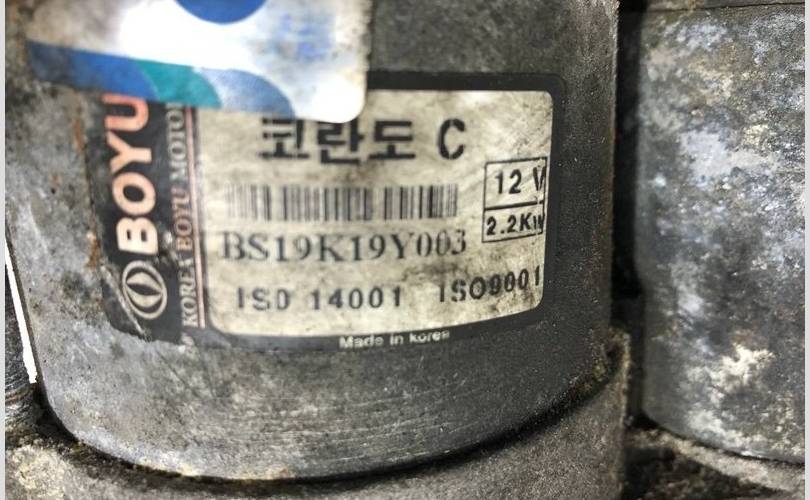 코란도 C
12 V
2.2Kw
BS19K19Y003
ISO 14001 ISO9001
Made in korea
BOYU
KOREA BOYU MOTOR